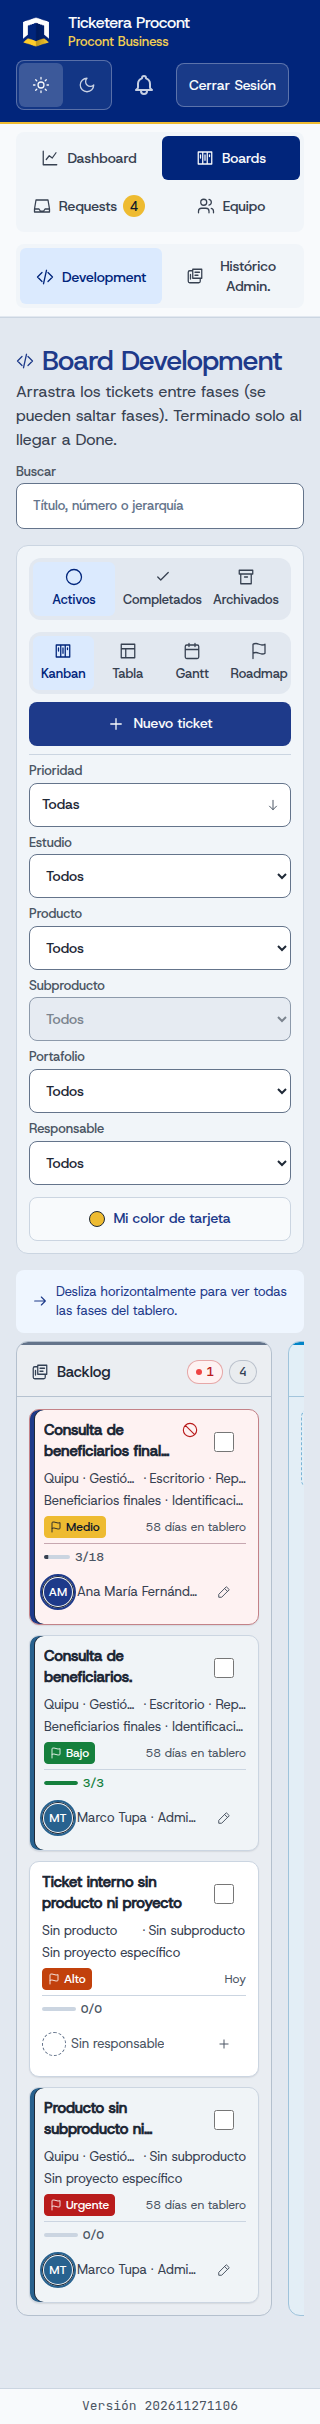 Ticketera Procont
Procont Business
Cerrar Sesión
Dashboard
Boards
Requests 4
Equipo
Development
Histórico
Admin.
Board Development
Arrastra los tickets entre fases (se
pueden saltar fases). Terminado solo al
llegar a Done.
Buscar
Título, número o jerarquía
Activos
Completados
Archivados
Kanban
Tabla
Gantt
Roadmap
Nuevo ticket
Prioridad
Todas
Estudio
Todos
Producto
Todos
Subproducto
Todos
Portafolio
Todos
Responsable
Todos
Mi color de tarjeta
Desliza horizontalmente para ver todas
las fases del tablero.
Backlog
1
4
Consulta de
beneficiarios final...
Quipu · Gestió... · Escritorio · Rep...
Beneficiarios finales · Identificaci...
Medio
58 días en tablero
3/18
AM
Ana María Fernánd...
Consulta de
beneficiarios.
Quipu · Gestió... · Escritorio · Rep...
Beneficiarios finales · Identificaci...
Bajo
58 días en tablero
3/3
MT
Marco Tupa · Admi...
Ticket interno sin
producto ni proyecto
Sin producto · Sin subproducto
Sin proyecto específico
Alto
Hoy
0/0
Sin responsable
Producto sin
subproducto ni...
Quipu · Gestió... · Sin subproducto
Sin proyecto específico
Urgente
58 días en tablero
0/0
MT
Marco Tupa · Admi...
Versión 202611271106